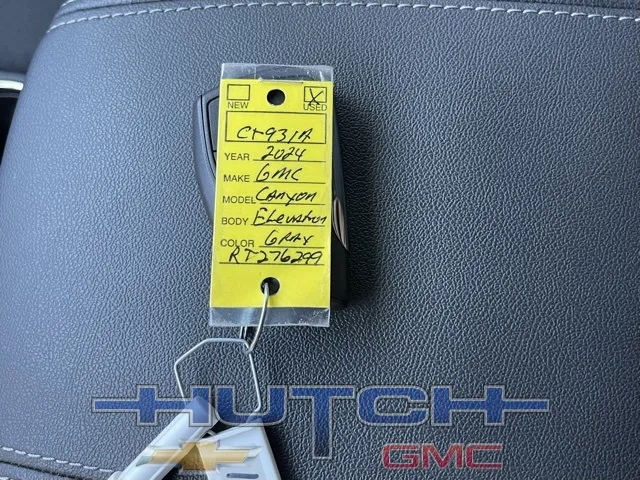 NEW USED
CT931A
YEAR 2024
MAKE GMC
MODEL Canyon
BODY Elevation
COLOR GRAY
RT276299
HUTCH
GMC